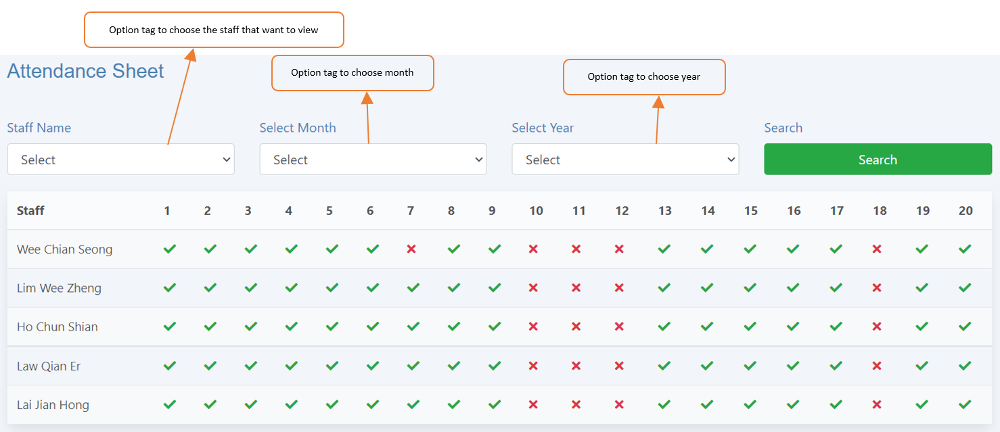 Option tag to choose the staff that want to view
Attendance Sheet
Option tag to choose month
Option tag to choose year
Staff Name
Select Month
Select Year
Search
Select
Select
Select
Search
Staff 1 2 3 4 5 6 7 8 9 10 11 12 13 14 15 16 17 18 19 20
Wee Chian Seong
Lim Wee Zheng
Ho Chun Shian
Law Qian Er
Lai Jian Hong